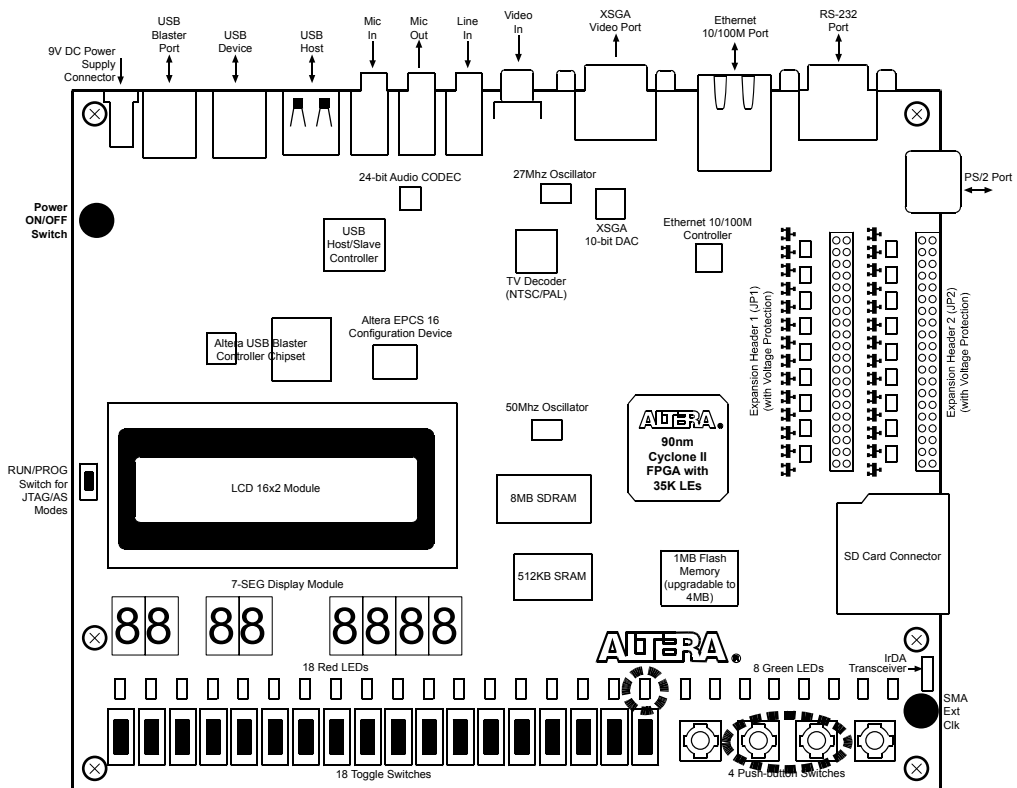 9V DC Power
Supply
Connector
USB
Blaster
Port
USB
Device
USB
Host
Mic
In
Mic
Out
Line
In
Video
In
XSGA
Video Port
Ethernet
10/100M Port
RS-232
Port
PS/2 Port
Power
ON/OFF
Switch
24-bit Audio CODEC
27Mhz Oscillator
USB
Host/Slave
Controller
XSGA
10-bit DAC
Ethernet 10/100M
Controller
TV Decoder
(NTSC/PAL)
Expansion Header 1 (JP1)
(with Voltage Protection)
Expansion Header 2 (JP2)
(with Voltage Protection)
Altera USB Blaster
Controller Chipset
Altera EPCS 16
Configuration Device
50Mhz Oscillator
ALTERA®
90nm
Cyclone II
FPGA with
35K LEs
RUN/PROG
Switch for
JTAG/AS
Modes
LCD 16x2 Module
8MB SDRAM
512KB SRAM
1MB Flash
Memory
(upgradable to
4MB)
SD Card Connector
7-SEG Display Module
88 88 8888
ALTERA®
18 Red LEDs
8 Green LEDs
IrDA
Transceiver
SMA
Ext
Clk
18 Toggle Switches
4 Push-button Switches